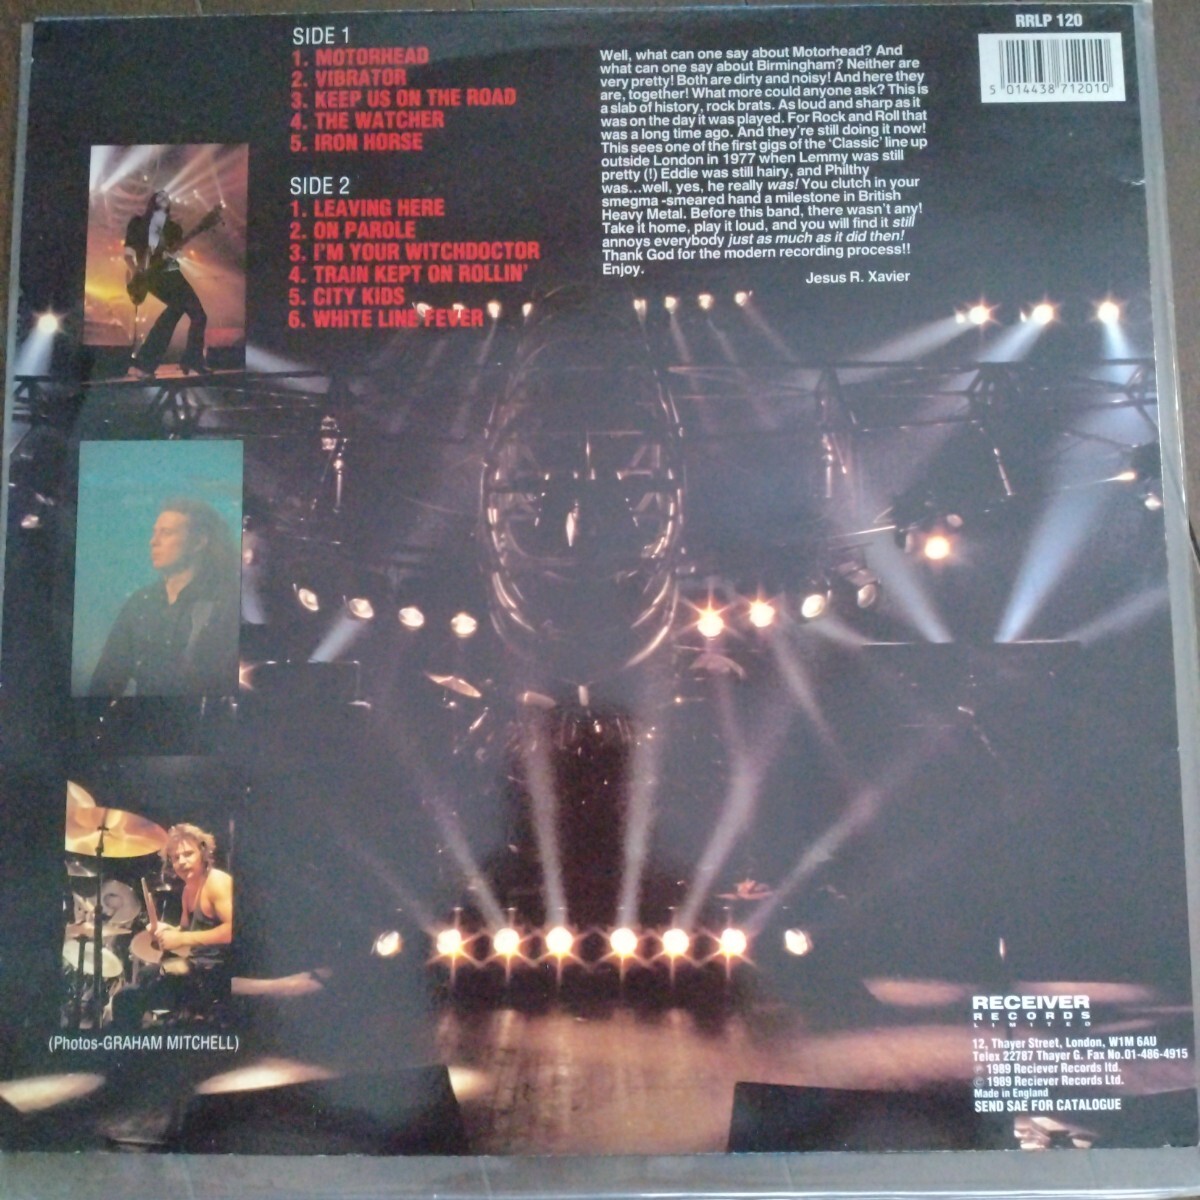 SIDE 1
1. MOTORHEAD
2. VIBRATOR
3. KEEP US ON THE ROAD
4. THE WATCHER
5. IRON HORSE
SIDE 2
1. LEAVING HERE
2. ON PAROLE
3. I'M YOUR WITCHDOCTOR
4. TRAIN KEPT ON ROLLIN'
5. CITY KIDS
6. WHITE LINE FEVER
Well, what can one say about Motorhead? And
what can one say about Birmingham? Neither are
very pretty! Both are dirty and noisy! And here they
are, together! What more could anyone ask? This is
a slab of history, rock brats. As loud and sharp as it
was on the day it was played. For Rock and Roll that
was a long time ago. And they're still doing it now!
This sees one of the first gigs of the 'Classic' line up
outside London in 1977 when Lemmy was still
pretty (!) Eddie was still hairy, and Philthy
was...well, yes, he really was! You clutch in your
smegma -smeared hand a milestone in British
Heavy Metal. Before this band, there wasn't any!
Take it home, play it loud, and you will find it still
annoys everybody just as much as it did then!
Thank God for the modern recording process!!
Enjoy.
Jesus R. Xavier
RRLP 120
5 014438 712010
(Photos-GRAHAM MITCHELL)
RECEIVER
RECORDS
LIMITED
12, Thayer Street, London, W1M 6AU
Telex 22787 Thayer G. Fax No.01-486-4915
℗ 1989 Reciever Records ltd.
© 1989 Reciever Records Ltd.
Made in England
SEND SAE FOR CATALOGUE